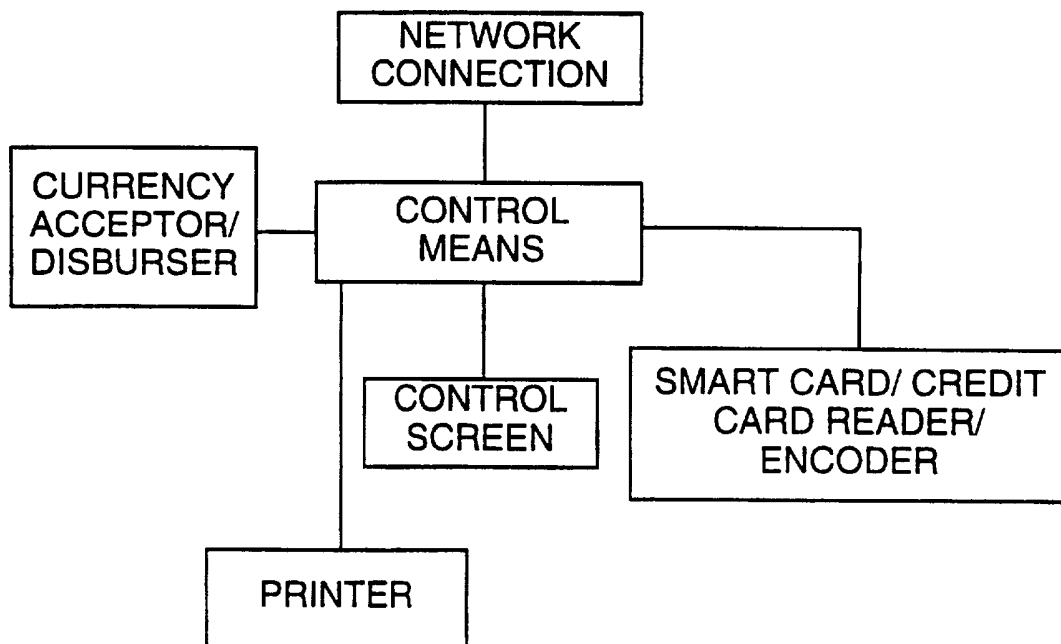 NETWORK
CONNECTION
CURRENCY
ACCEPTOR/
DISBURSER
CONTROL
MEANS
CONTROL
SCREEN
SMART CARD/ CREDIT
CARD READER/
ENCODER
PRINTER